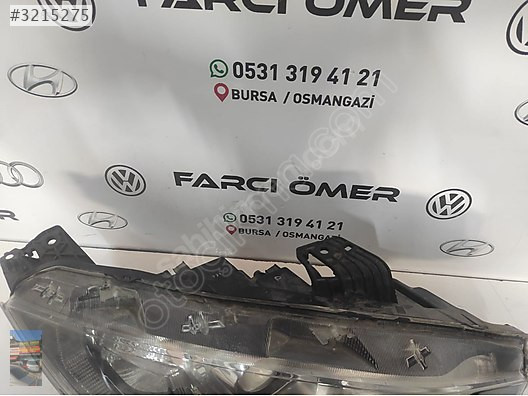 #3215275
FARCI ÖMER
0531 319 41 21
BURSA / OSMANGAZİ
FARCI ÖMER
0531 319 41 21
BURSA / OSMANGAZİ